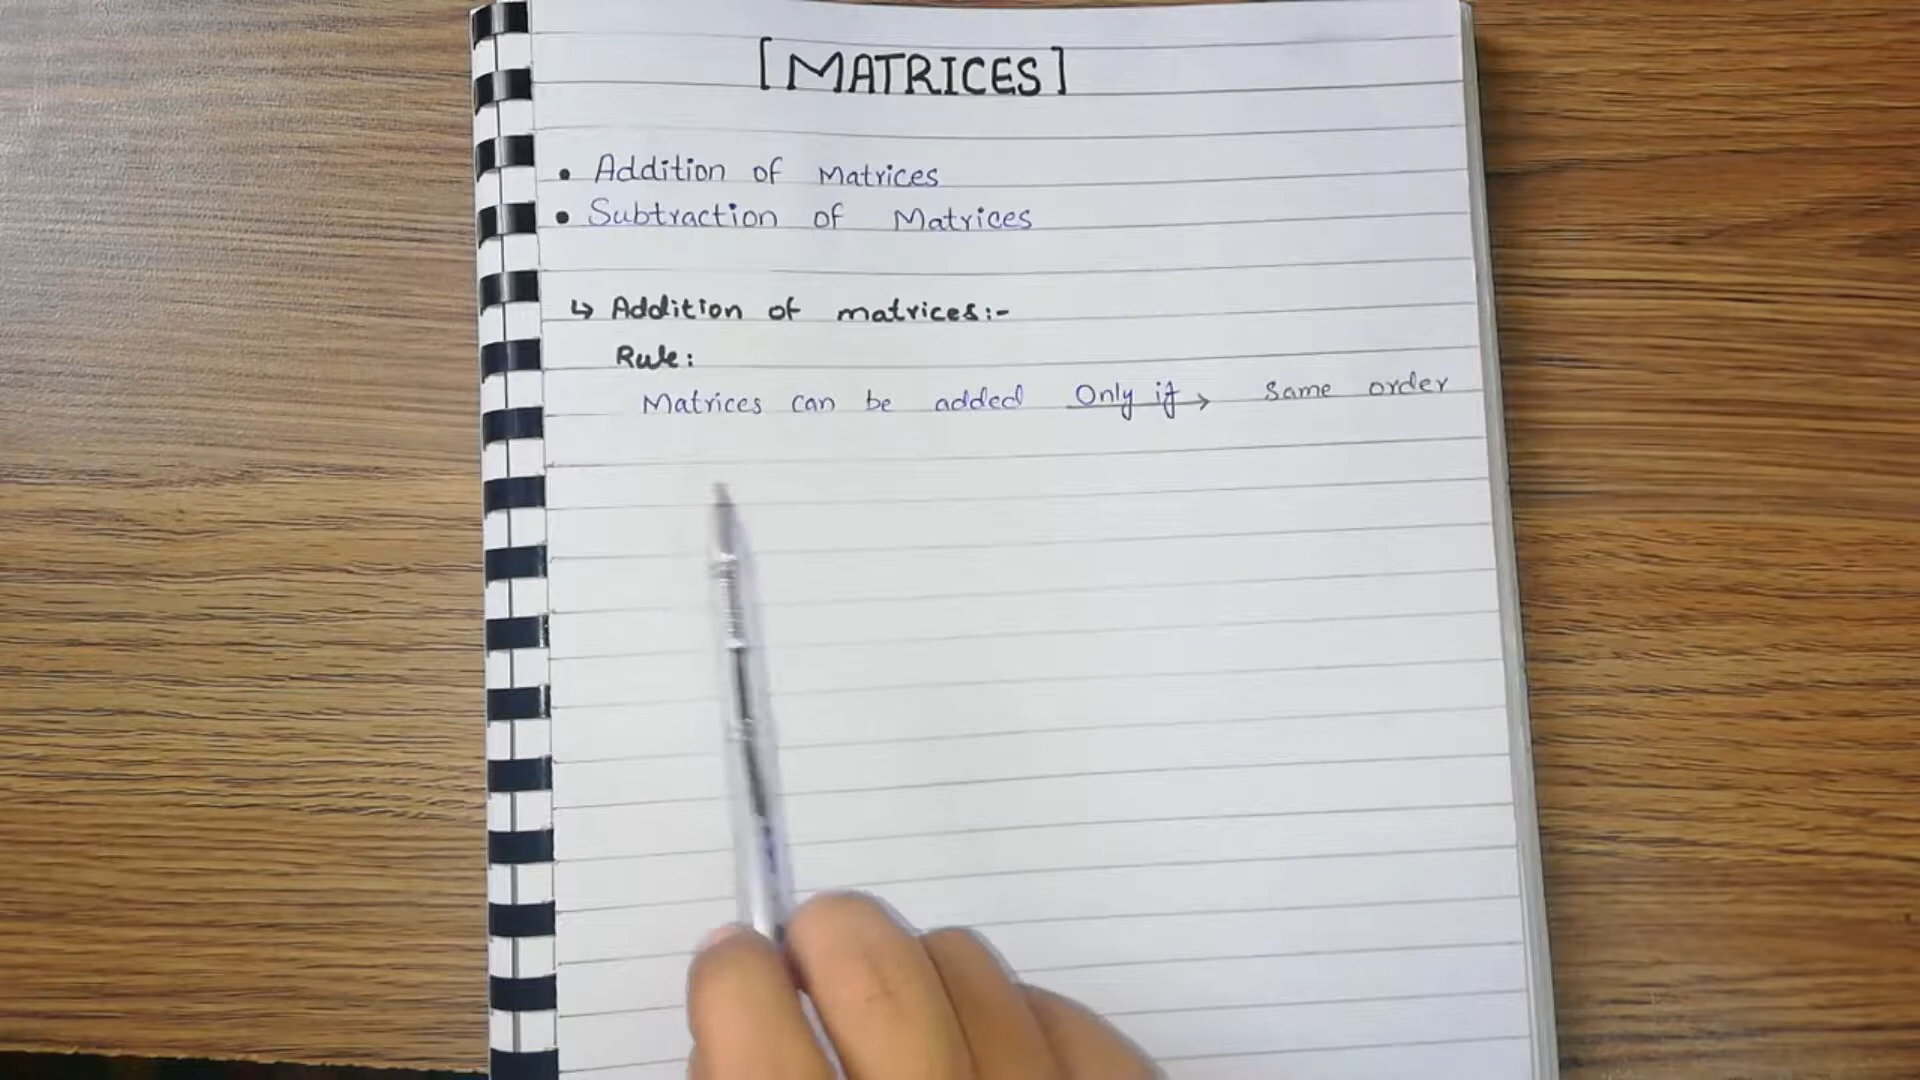 [MATRICES]
• Addition of Matrices
• Subtraction of Matrices
↳ Addition of matrices:-
Rule:
Matrices can be added Only if → Same order